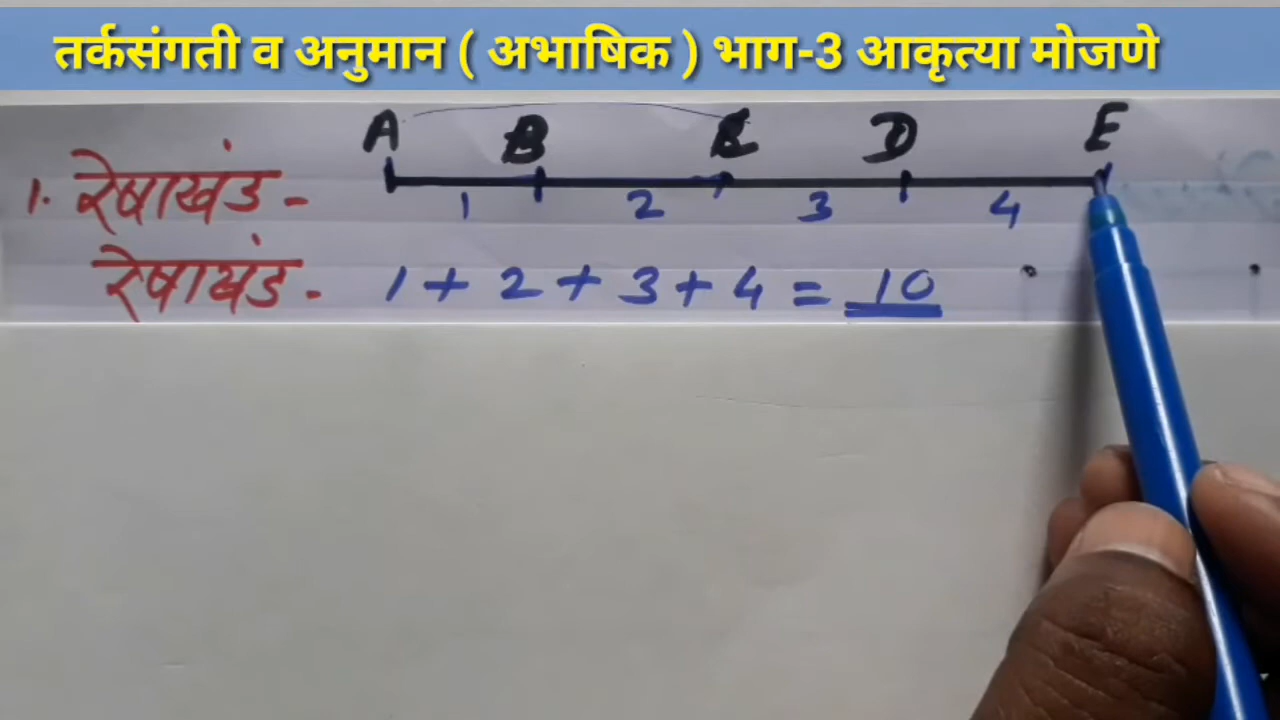 तर्कसंगती व अनुमान ( अभाषिक ) भाग-3 आकृत्या मोजणे
A B C D E
1. रेषाखंड -
1 2 3 4
रेषाखंड - 1 + 2 + 3 + 4 = 10